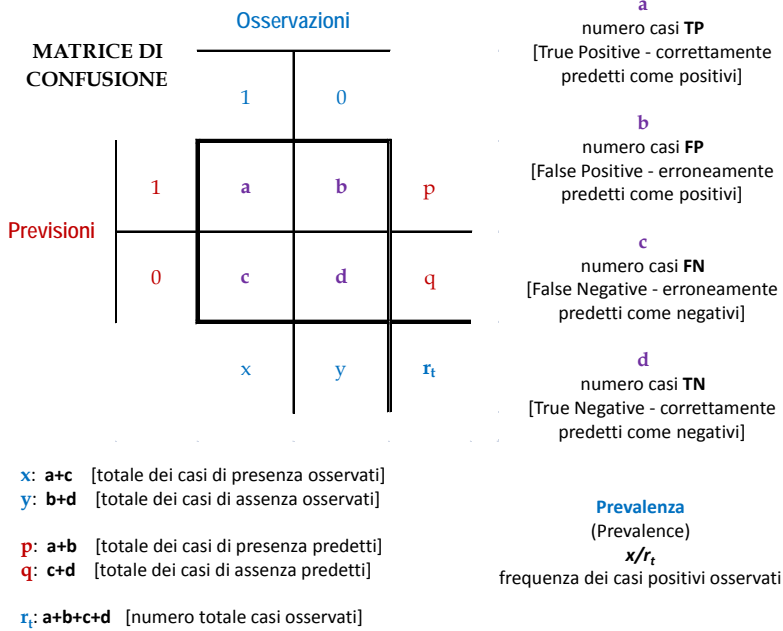 Osservazioni
MATRICE DI
CONFUSIONE
1 0
1 a b p
Previsioni
0 c d q
x y rₜ
a
numero casi TP
[True Positive - correttamente
predetti come positivi]
b
numero casi FP
[False Positive - erroneamente
predetti come positivi]
c
numero casi FN
[False Negative - erroneamente
predetti come negativi]
d
numero casi TN
[True Negative - correttamente
predetti come negativi]
x: a+c [totale dei casi di presenza osservati]
y: b+d [totale dei casi di assenza osservati]
p: a+b [totale dei casi di presenza predetti]
q: c+d [totale dei casi di assenza predetti]
rₜ: a+b+c+d [numero totale casi osservati]
Prevalenza
(Prevalence)
x/rₜ
frequenza dei casi positivi osservati